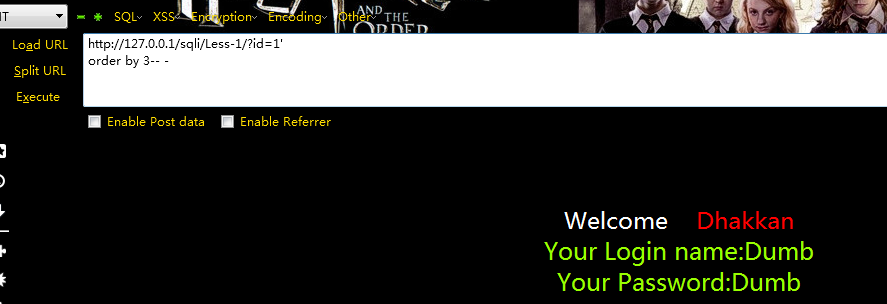 IT SQL XSS Encryption Encoding Other
AND
THE ORDER
Load URL
http://127.0.0.1/sqli/Less-1/?id=1'
Split URL
order by 3-- -
Execute
Enable Post data Enable Referrer
Welcome Dhakkan
Your Login name:Dumb
Your Password:Dumb